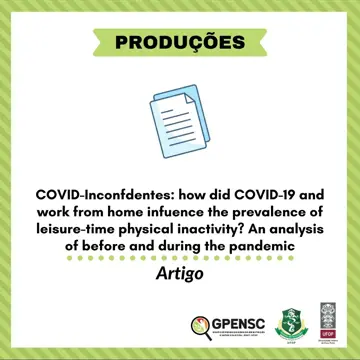 PRODUÇÕES
COVID-Inconfdentes: how did COVID-19 and
work from home infuence the prevalence of
leisure-time physical inactivity? An analysis
of before and during the pandemic
Artigo
GPENSC
UFOP